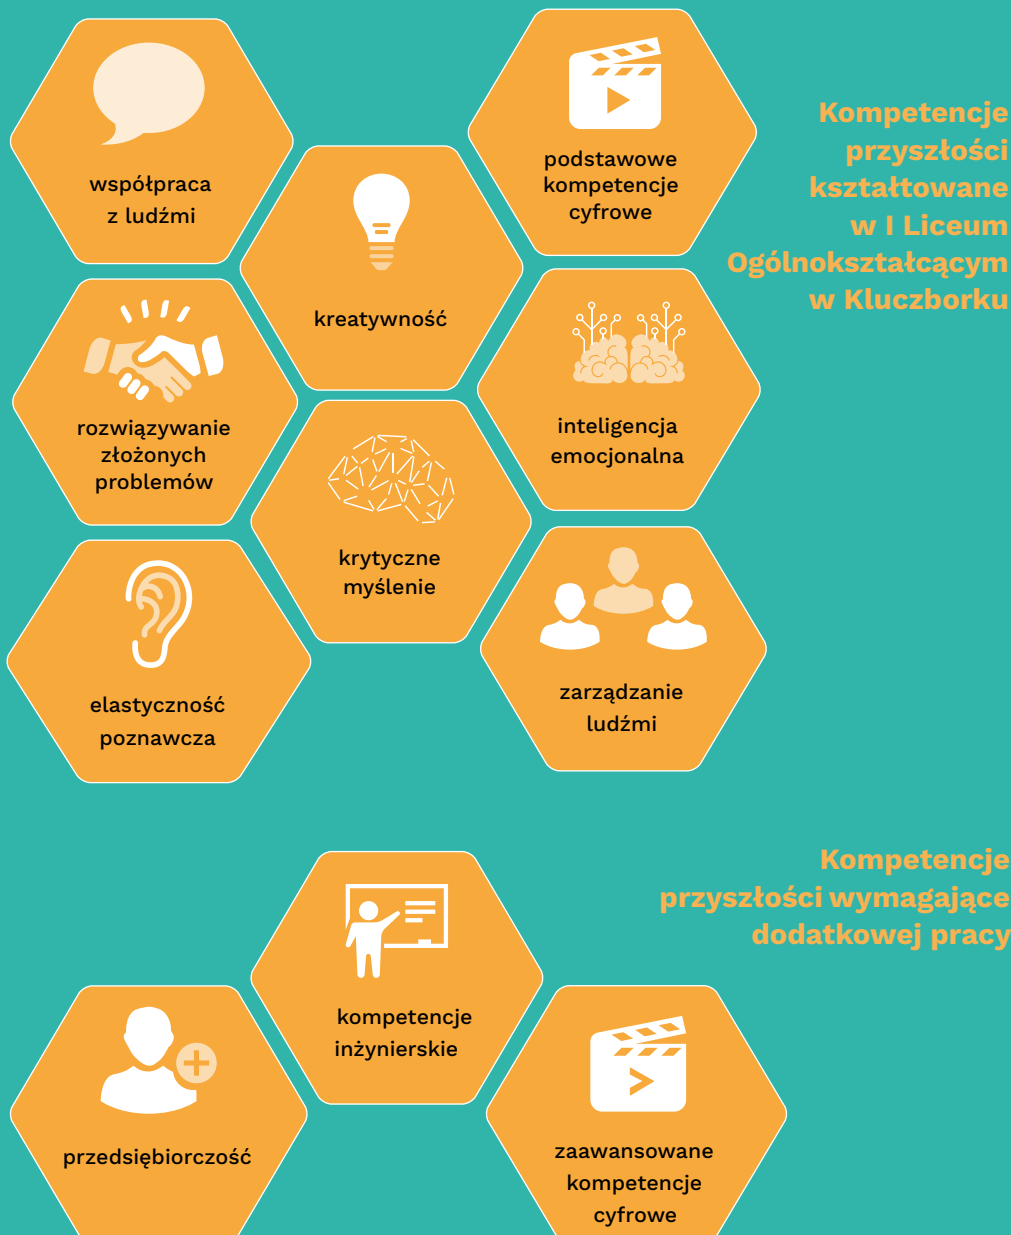 Kompetencje
przyszłości
kształtowane
w I Liceum
Ogólnokształcącym
w Kluczborku
współpraca
z ludźmi
podstawowe
kompetencje
cyfrowe
kreatywność
rozwiązywanie
złożonych
problemów
inteligencja
emocjonalna
krytyczne
myślenie
elastyczność
poznawcza
zarządzanie
ludźmi
Kompetencje
przyszłości wymagające
dodatkowej pracy
kompetencje
inżynierskie
przedsiębiorczość
zaawansowane
kompetencje
cyfrowe